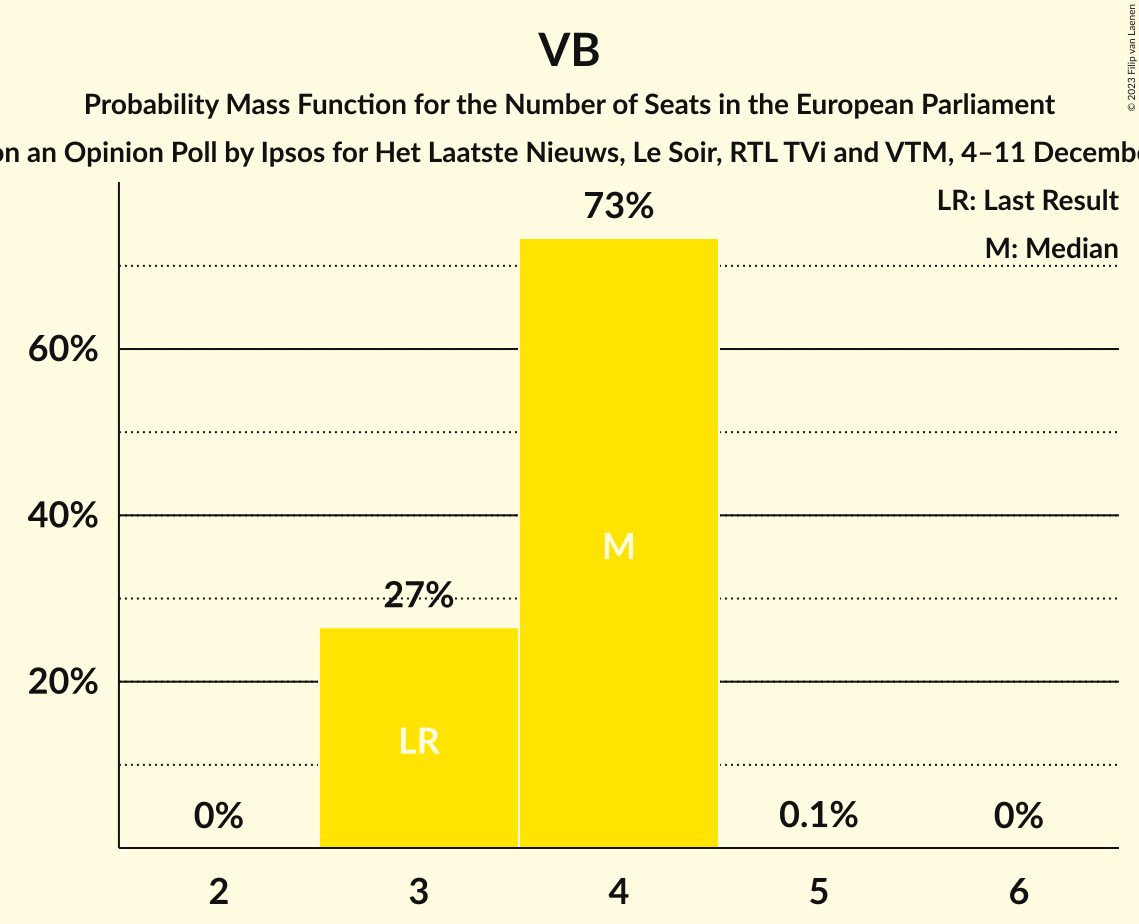 VB
Probability Mass Function for the Number of Seats in the European Parliament
on an Opinion Poll by Ipsos for Het Laatste Nieuws, Le Soir, RTL TVi and VTM, 4–11 Decembe
© 2023 Filip van Laenen
LR: Last Result
M: Median
73%
60%
40%
M
27%
20%
LR
0%
0.1%
0%
2
3
4
5
6